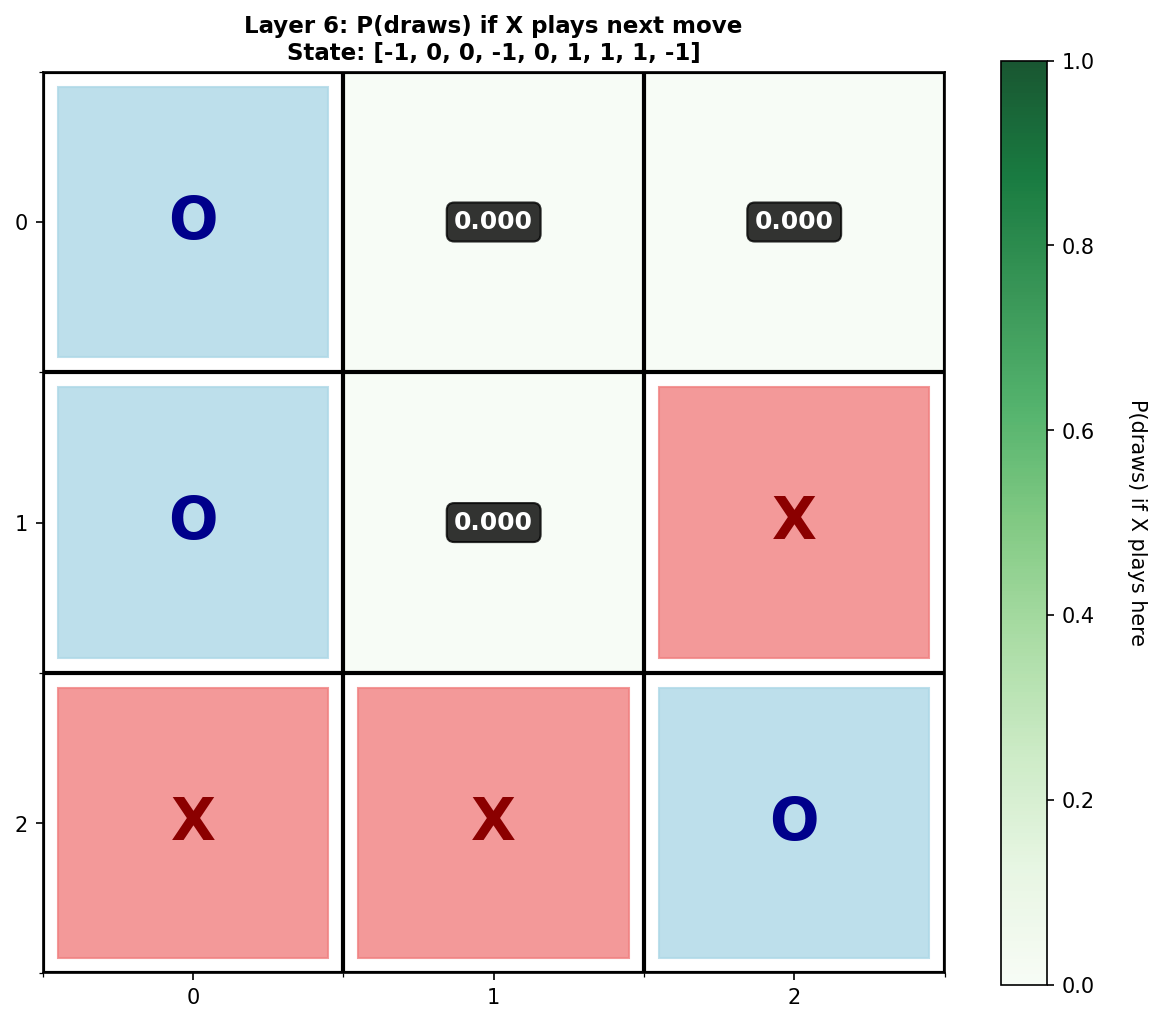 Layer 6: P(draws) if X plays next move
State: [-1, 0, 0, -1, 0, 1, 1, 1, -1]
0
O
0.000
0.000
1
O
0.000
X
2
X
X
O
0
1
2
1.0
0.8
0.6
0.4
0.2
0.0
P(draws) if X plays here